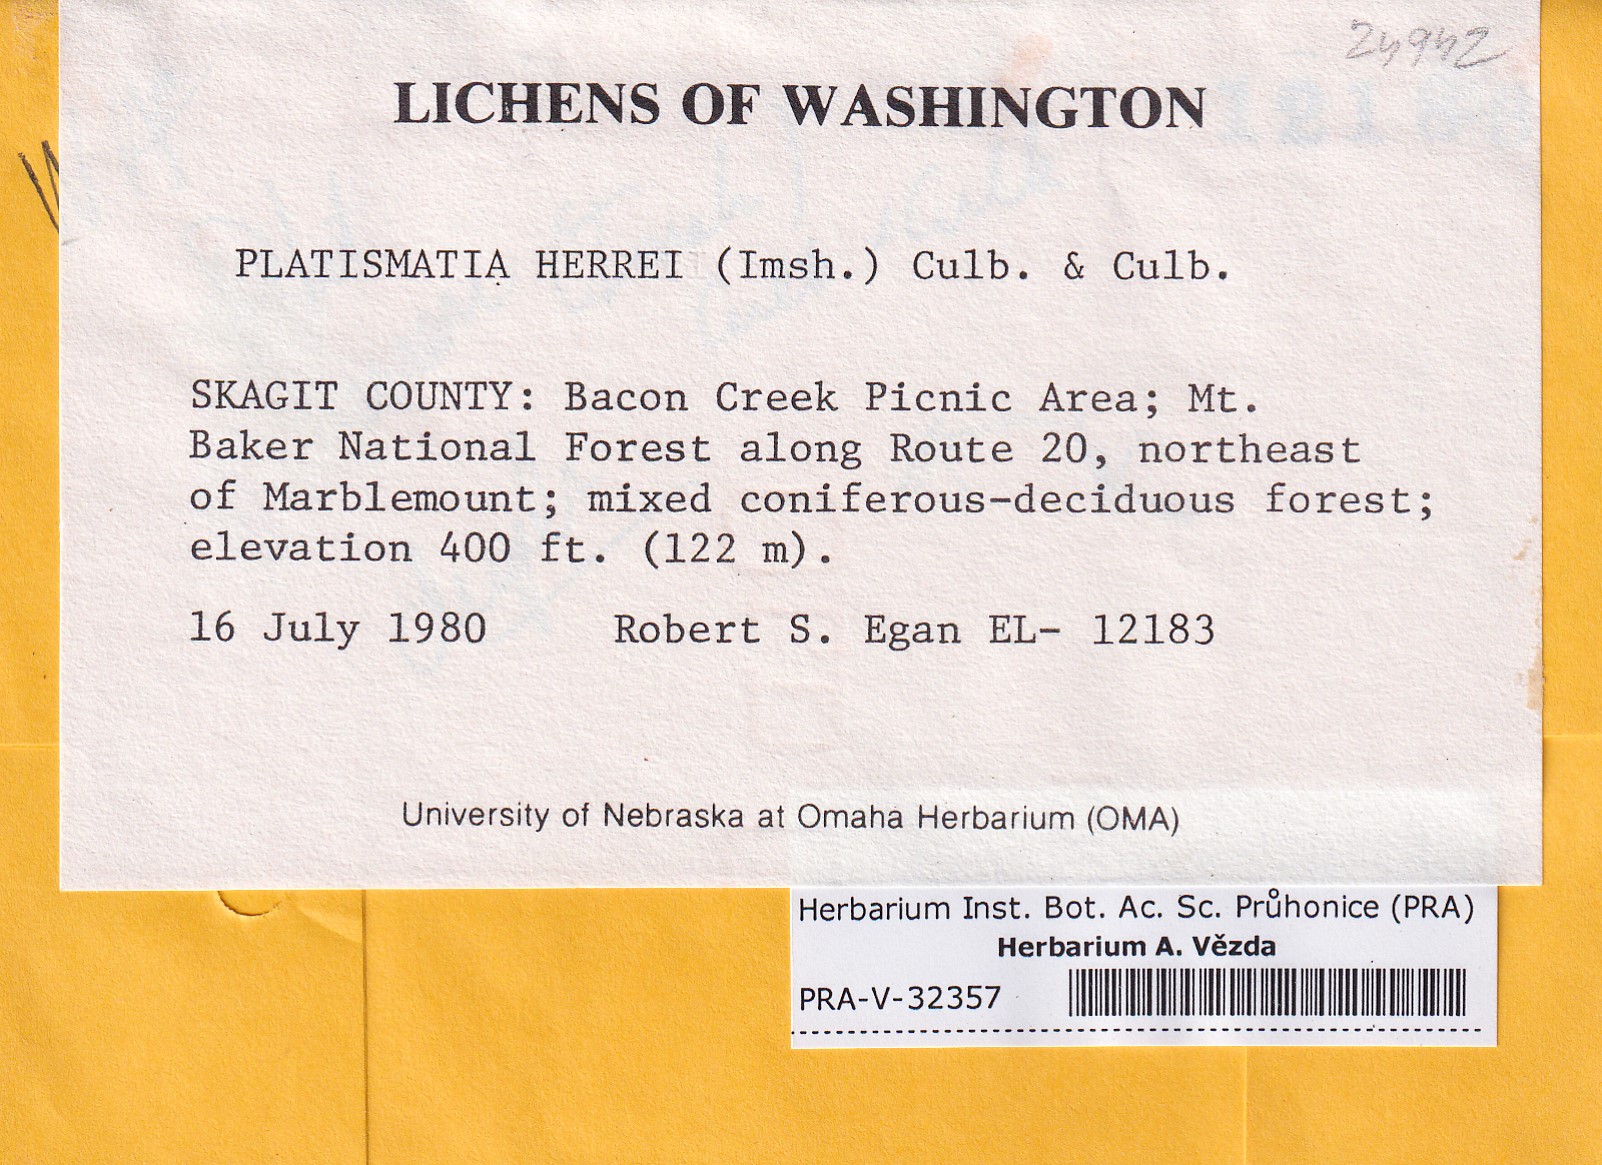 24942
LICHENS OF WASHINGTON
PLATISMATIA HERREI (Imsh.) Culb. & Culb.
SKAGIT COUNTY: Bacon Creek Picnic Area; Mt.
Baker National Forest along Route 20, northeast
of Marblemount; mixed coniferous-deciduous forest;
elevation 400 ft. (122 m).
16 July 1980 Robert S. Egan EL- 12183
University of Nebraska at Omaha Herbarium (OMA)
Herbarium Inst. Bot. Ac. Sc. Průhonice (PRA)
Herbarium A. Vězda
PRA-V-32357